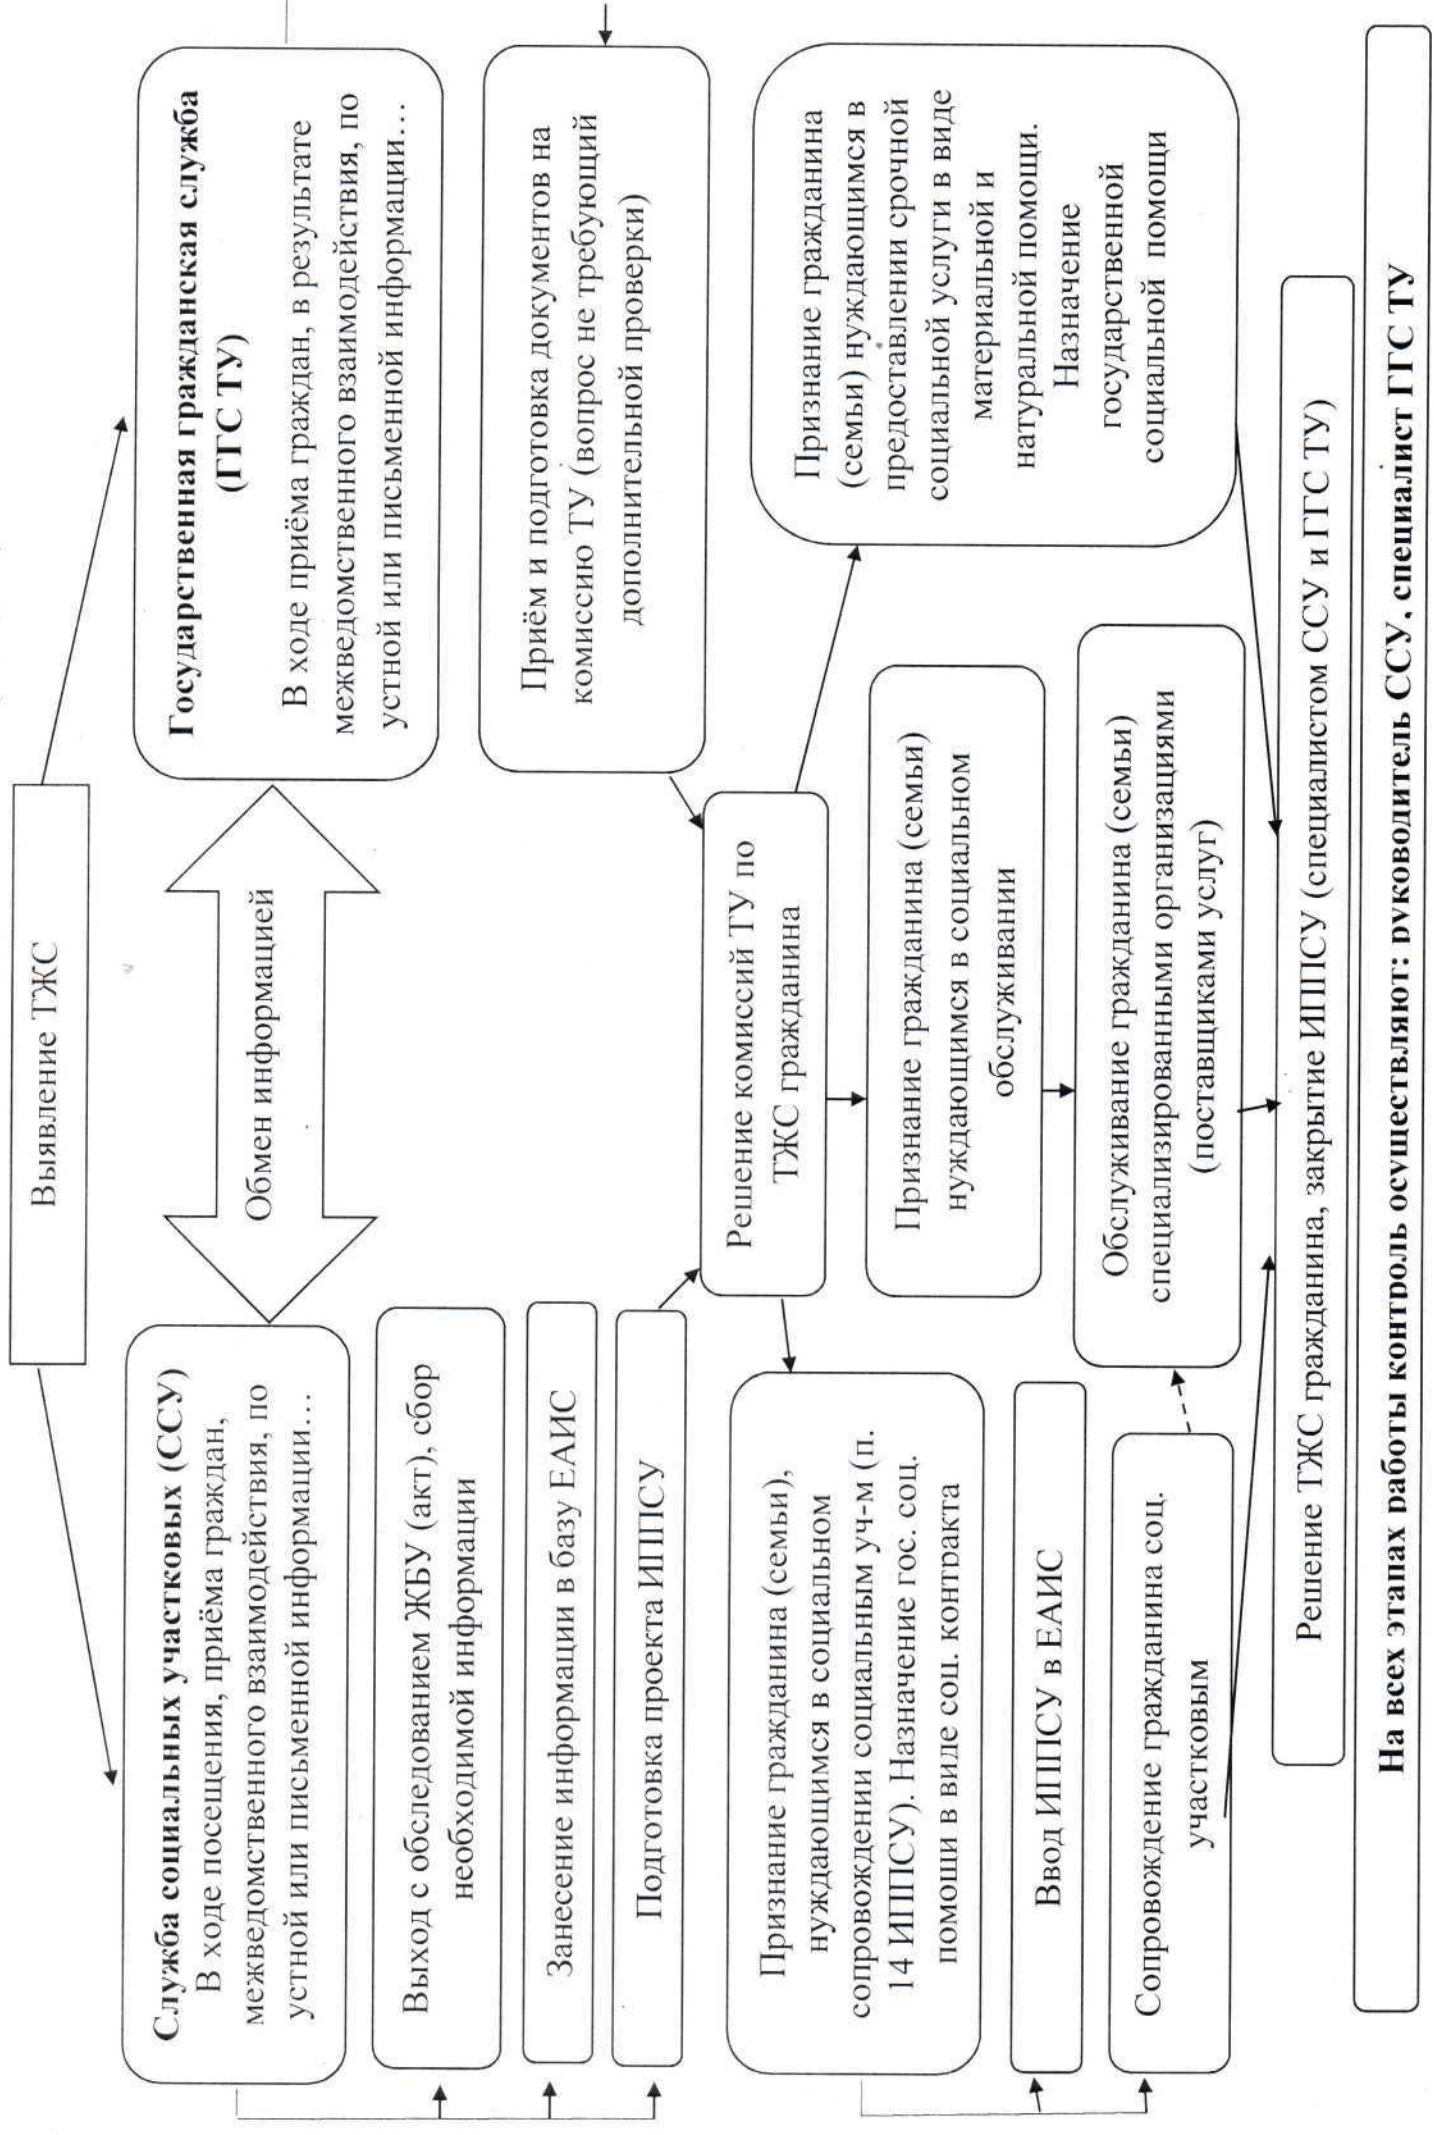 Выявление ТЖС
Служба социальных участковых (ССУ)
В ходе посещения, приёма граждан,
межведомственного взаимодействия, по
устной или письменной информации…
Обмен информацией
Государственная гражданская служба
(ГГС ТУ)
В ходе приёма граждан, в результате
межведомственного взаимодействия, по
устной или письменной информации…
Выход с обследованием ЖБУ (акт), сбор
необходимой информации
Занесение информации в базу ЕАИС
Подготовка проекта ИППСУ
Приём и подготовка документов на
комиссию ТУ (вопрос не требующий
дополнительной проверки)
Решение комиссий ТУ по
ТЖС гражданина
Признание гражданина (семьи),
нуждающимся в социальном
сопровождении социальным уч-м (п.
14 ИППСУ). Назначение гос. соц.
помощи в виде соц. контракта
Признание гражданина (семьи)
нуждающимся в социальном
обслуживании
Признание гражданина
(семьи) нуждающимся в
предоставлении срочной
социальной услуги в виде
материальной и
натуральной помощи.
Назначение
государственной
социальной помощи
Ввод ИППСУ в ЕАИС
Сопровождение гражданина соц.
участковым
Обслуживание гражданина (семьи)
специализированными организациями
(поставщиками услуг)
Решение ТЖС гражданина, закрытие ИППСУ (специалистом ССУ и ГГС ТУ)
На всех этапах работы контроль осуществляют: руководитель ССУ, специалист ГГС ТУ